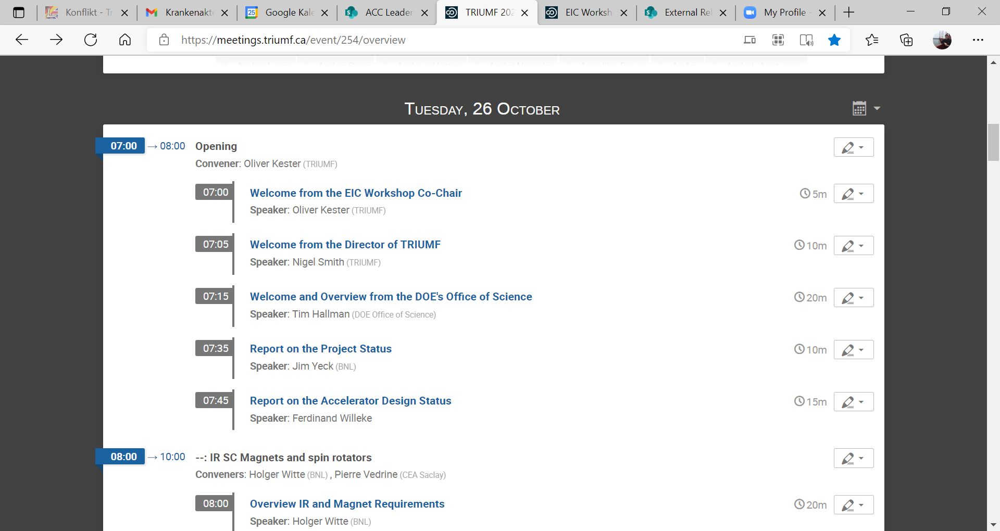 Konflikt - Tr
Krankenakt
Google Kale
ACC Leader
TRIUMF 202
EIC Worksh
External Rel
My Profile -
https://meetings.triumf.ca/event/254/overview
Tuesday, 26 October
07:00 → 08:00 Opening
Convener: Oliver Kester (TRIUMF)
07:00 Welcome from the EIC Workshop Co-Chair 5m
Speaker: Oliver Kester (TRIUMF)
07:05 Welcome from the Director of TRIUMF 10m
Speaker: Nigel Smith (TRIUMF)
07:15 Welcome and Overview from the DOE's Office of Science 20m
Speaker: Tim Hallman (DOE Office of Science)
07:35 Report on the Project Status 10m
Speaker: Jim Yeck (BNL)
07:45 Report on the Accelerator Design Status 15m
Speaker: Ferdinand Willeke
08:00 → 10:00 --: IR SC Magnets and spin rotators
Conveners: Holger Witte (BNL) , Pierre Vedrine (CEA Saclay)
08:00 Overview IR and Magnet Requirements 20m
Speaker: Holger Witte (BNL)